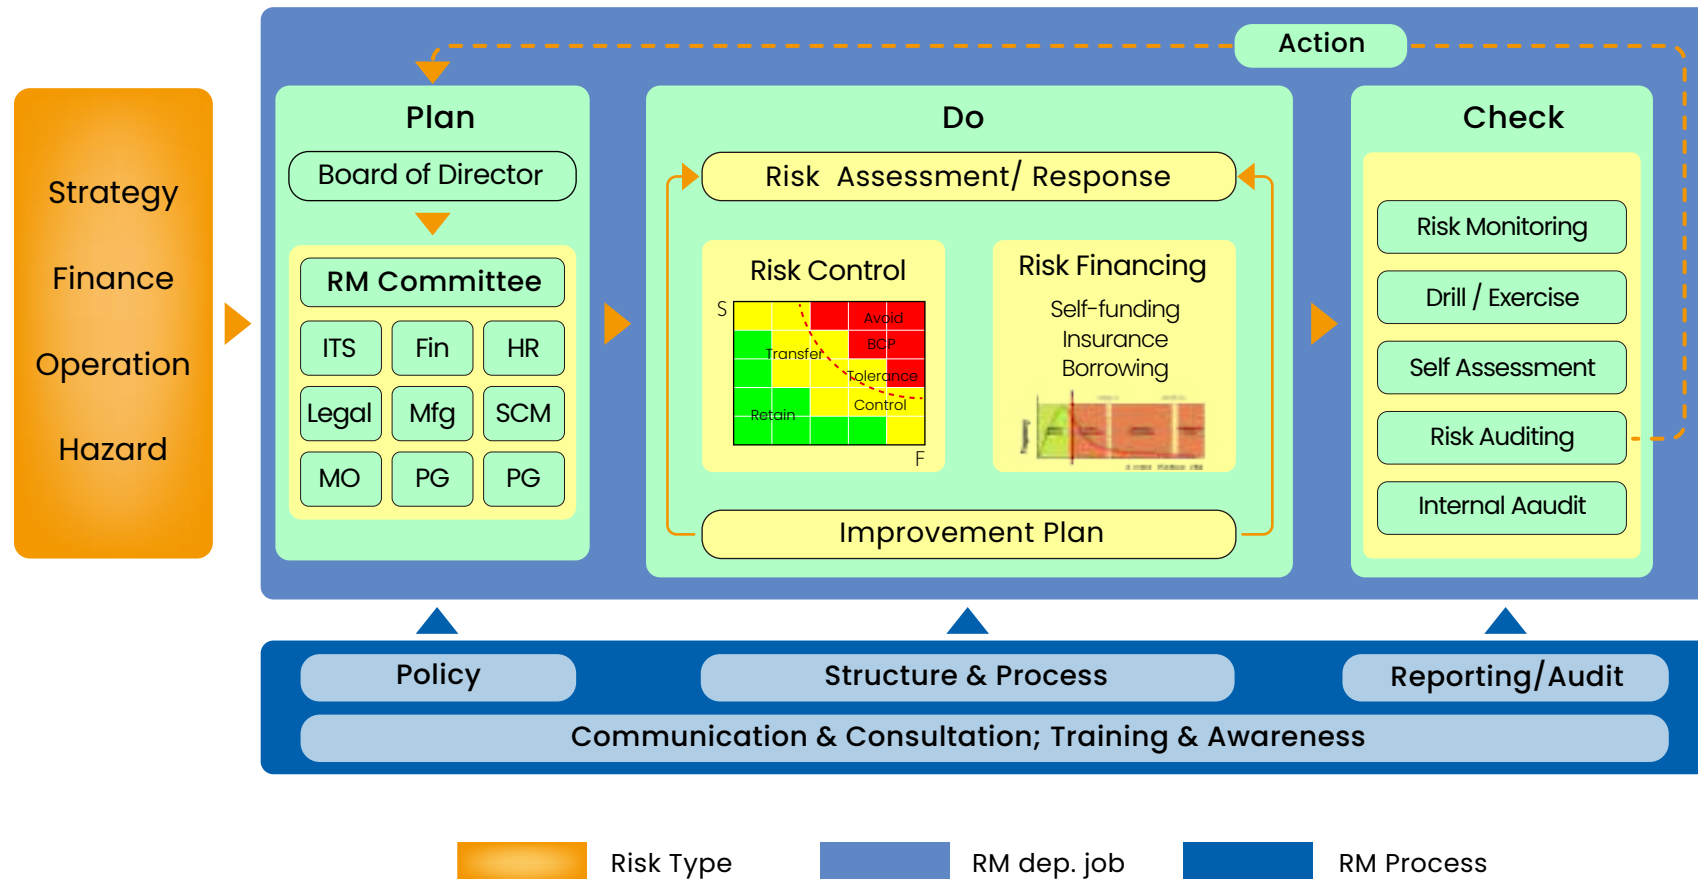 Action
Strategy
Finance
Operation
Hazard
Plan
Board of Director
RM Committee
ITS
Fin
HR
Legal
Mfg
SCM
MO
PG
PG
Do
Risk Assessment/ Response
Risk Control
S
Avoid
BCP
Transfer
Tolerance
Control
Retain
F
Risk Financing
Self-funding
Insurance
Borrowing
Frequency
Improvement Plan
Check
Risk Monitoring
Drill / Exercise
Self Assessment
Risk Auditing
Internal Aaudit
Policy
Structure & Process
Reporting/Audit
Communication & Consultation; Training & Awareness
Risk Type
RM dep. job
RM Process